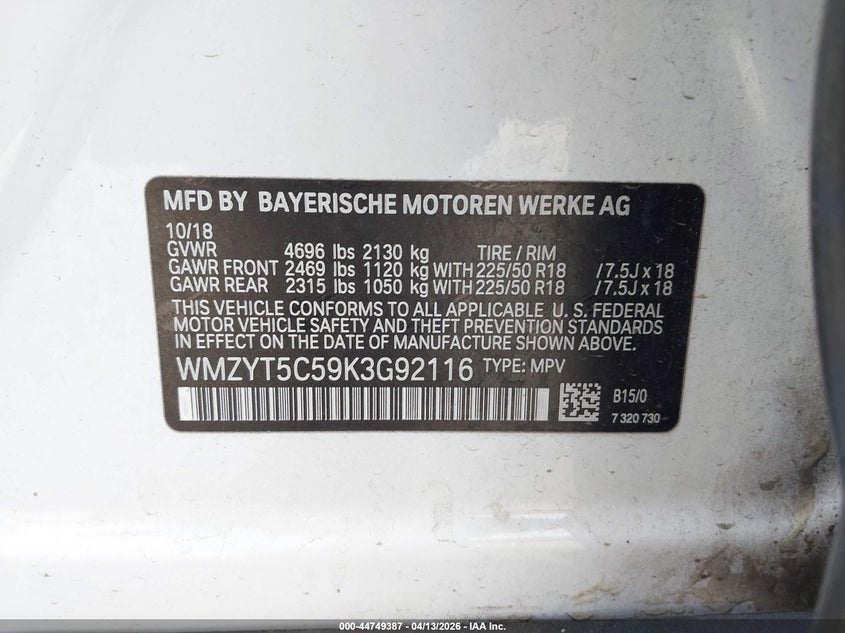 MFD BY BAYERISCHE MOTOREN WERKE AG
10/18
GVWR 4696 lbs 2130 kg TIRE / RIM
GAWR FRONT 2469 lbs 1120 kg WITH 225/50 R18 /7.5J x 18
GAWR REAR 2315 lbs 1050 kg WITH 225/50 R18 /7.5J x 18
THIS VEHICLE CONFORMS TO ALL APPLICABLE U. S. FEDERAL
MOTOR VEHICLE SAFETY AND THEFT PREVENTION STANDARDS
IN EFFECT ON THE DATE OF MANUFACTURE SHOWN ABOVE.
WMZYT5C59K3G92116 TYPE: MPV
B15/0
7 320 730
000-44749387 - 04/13/2026 - IAA Inc.